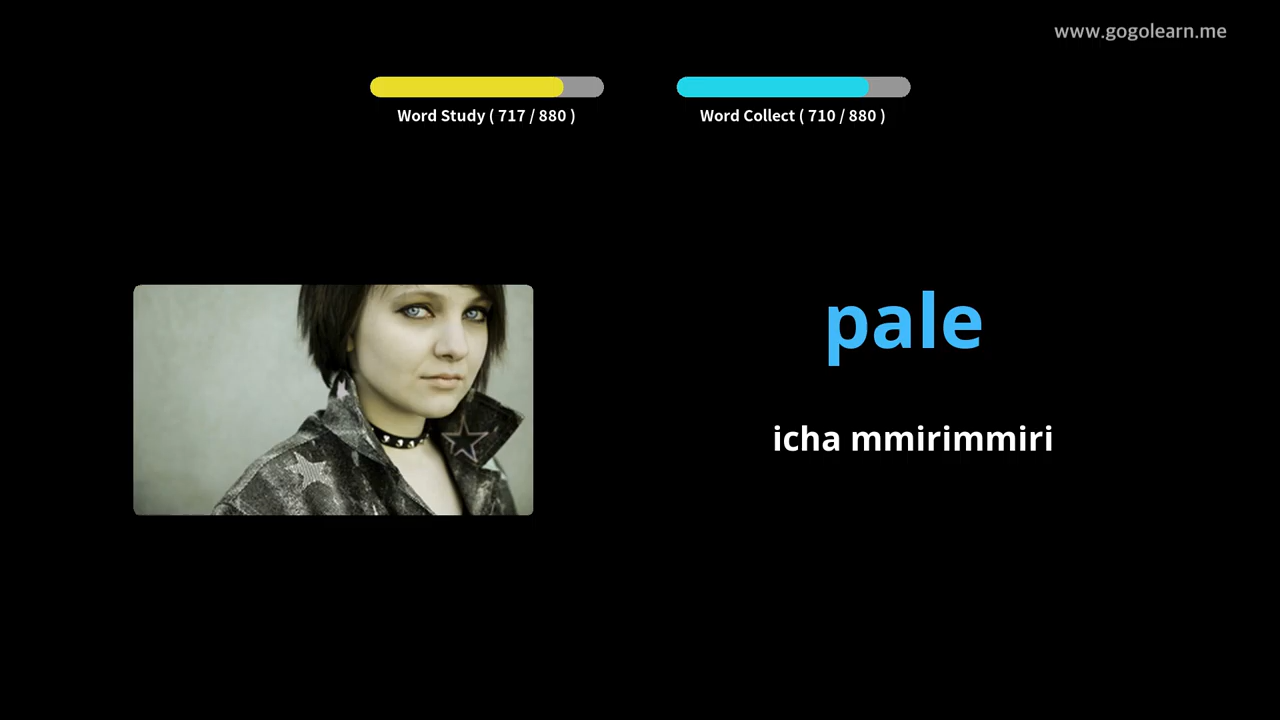 www.gogolearn.me
Word Study ( 717 / 880 )
Word Collect ( 710 / 880 )
pale
icha mmirimmiri